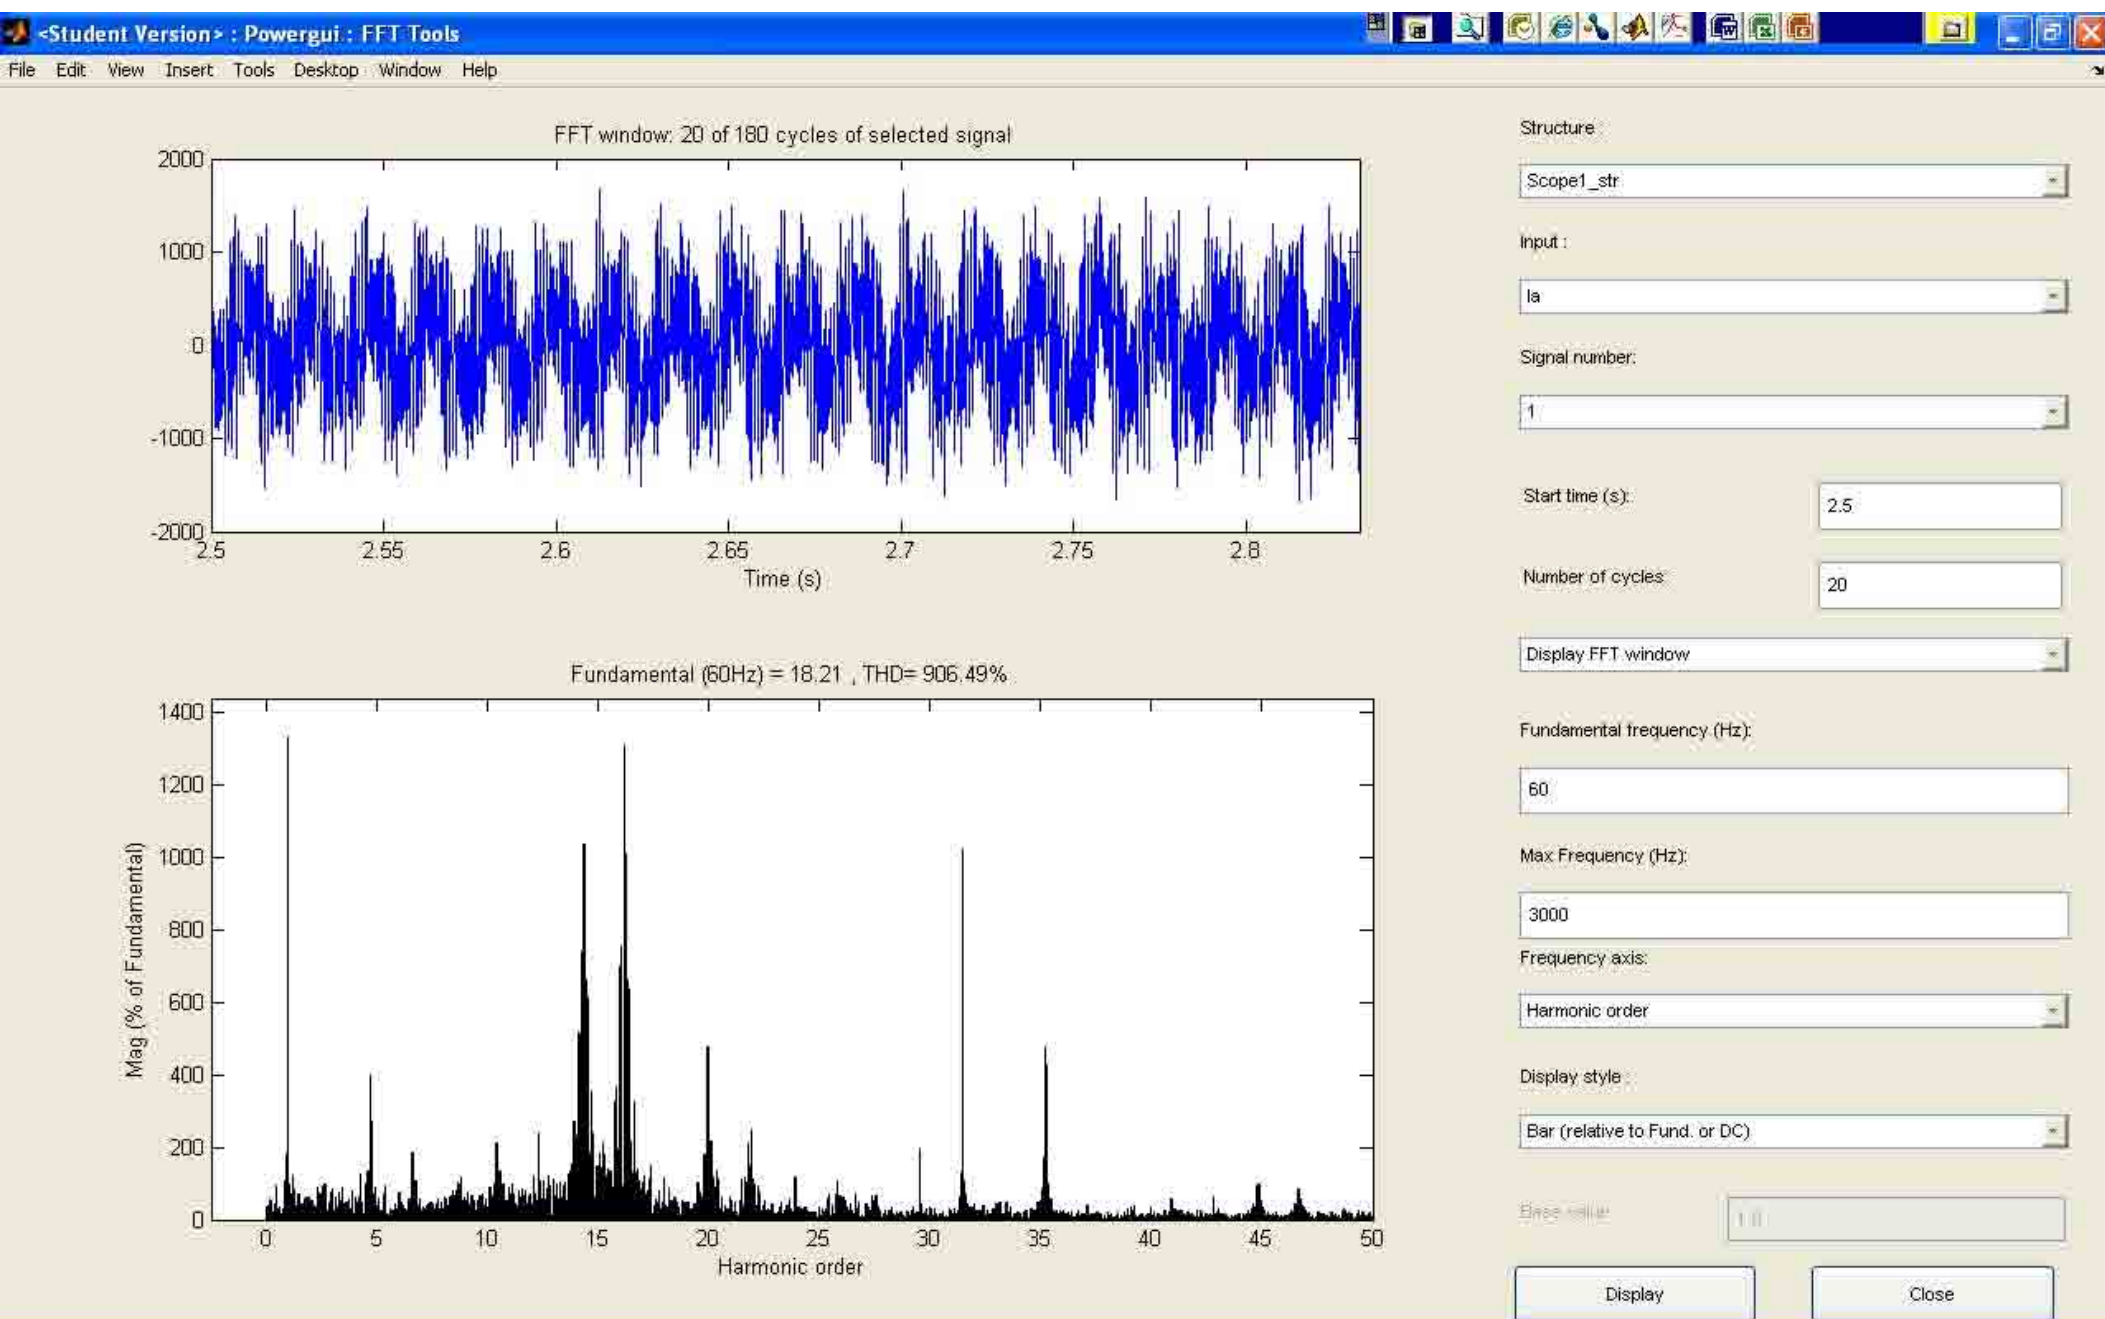 <Student Version> : Powergui : FFT Tools
File Edit View Insert Tools Desktop Window Help
FFT window: 20 of 180 cycles of selected signal
2000
1000
0
-1000
-2000
2.5 2.55 2.6 2.65 2.7 2.75 2.8
Time (s)
Fundamental (60Hz) = 18.21 , THD= 906.49%
Mag (% of Fundamental)
1400
1200
1000
800
600
400
200
0
0 5 10 15 20 25 30 35 40 45 50
Harmonic order
Structure :
Scope1_str
Input :
Ia
Signal number:
1
Start time (s): 2.5
Number of cycles: 20
Display FFT window
Fundamental frequency (Hz):
60
Max Frequency (Hz):
3000
Frequency axis:
Harmonic order
Display style :
Bar (relative to Fund. or DC)
Base value 1.0
Display Close